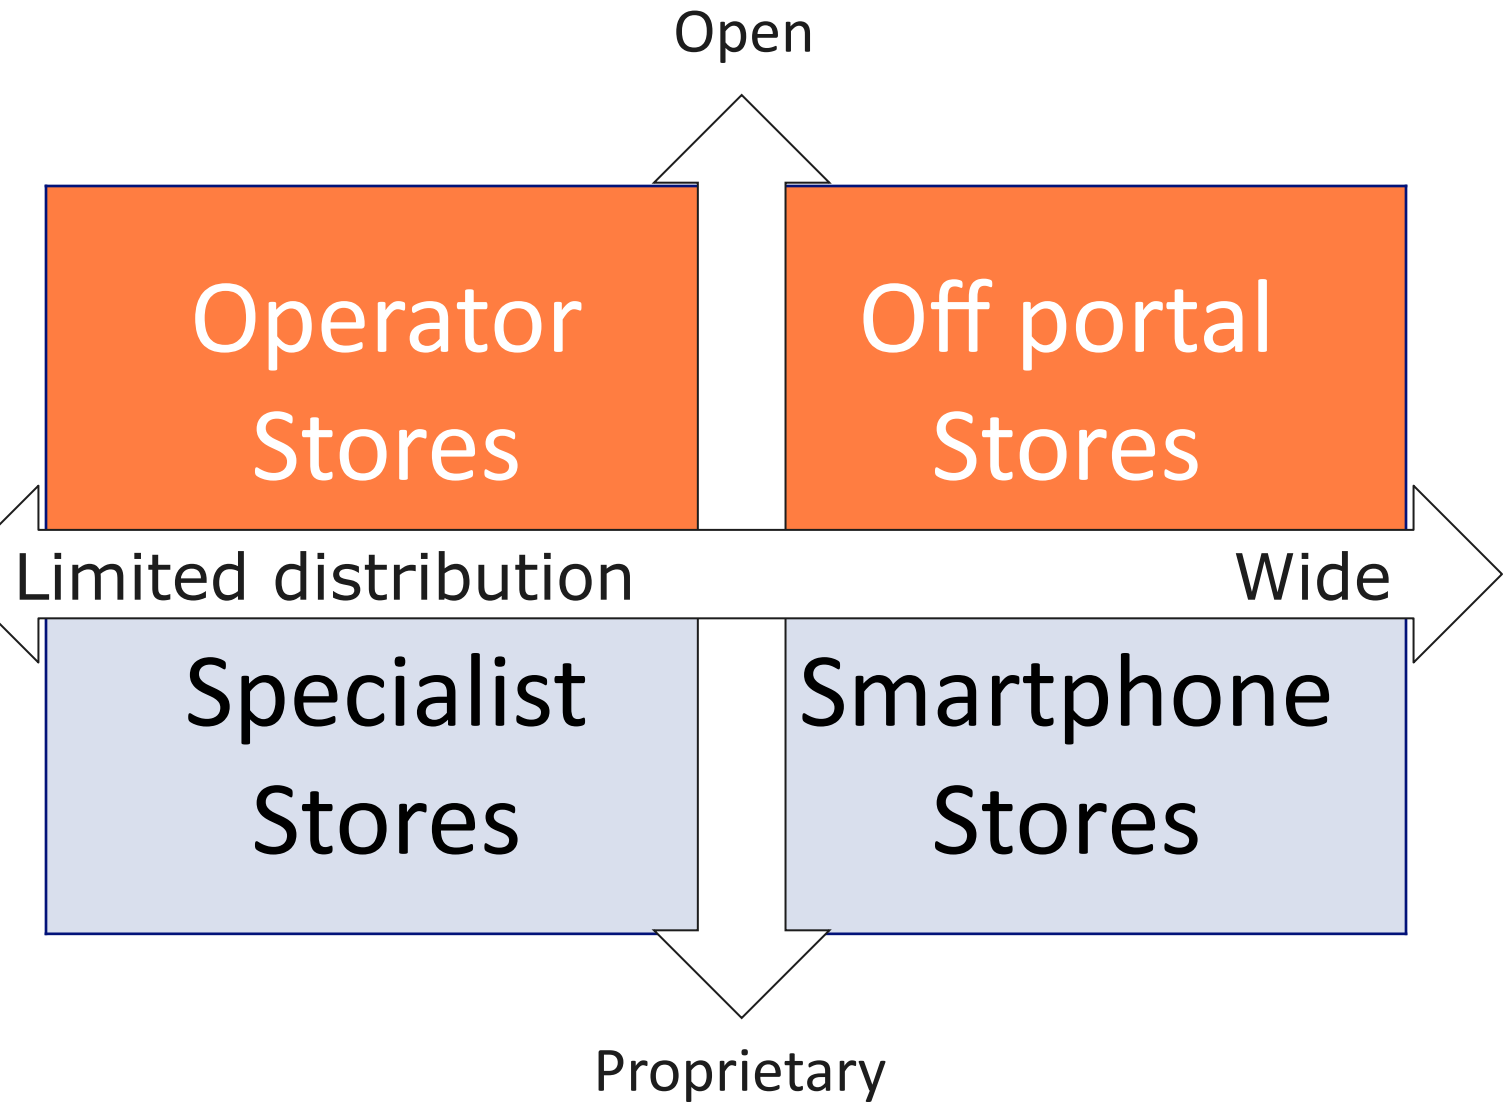 Open
Operator
Stores
Off portal
Stores
Limited distribution
Wide
Specialist
Stores
Smartphone
Stores
Proprietary